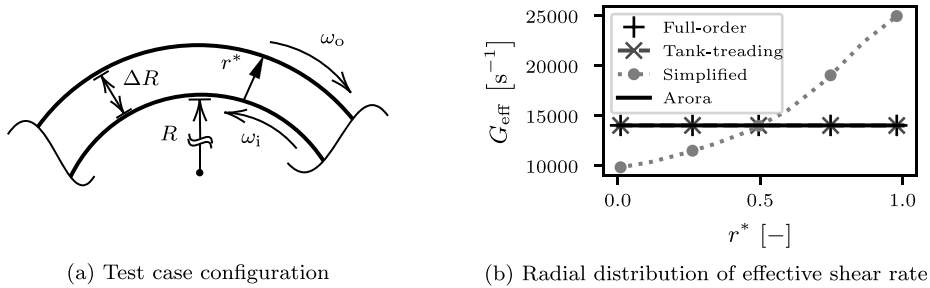 ω_o
r*
ΔR
R
ω_i
(a) Test case configuration
G_eff [s⁻¹]
25000
20000
15000
10000
Full-order
Tank-treading
Simplified
Arora
0.0
0.5
1.0
r* [−]
(b) Radial distribution of effective shear rate